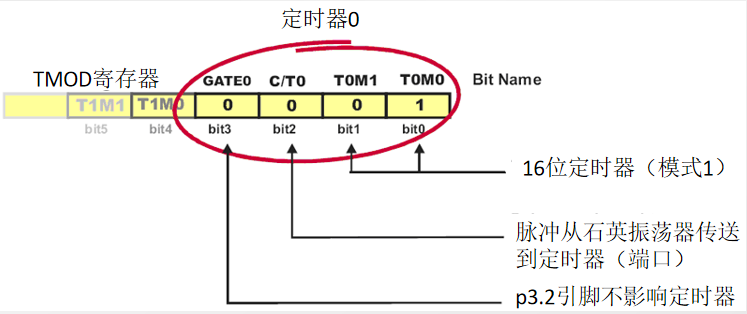 定时器0
TMOD寄存器
GATE0 C/T0 T0M1 T0M0 Bit Name
T1M1 T1M0 0 0 0 1
bit5 bit4 bit3 bit2 bit1 bit0
16位定时器（模式1）
脉冲从石英振荡器传送
到定时器（端口）
p3.2引脚不影响定时器